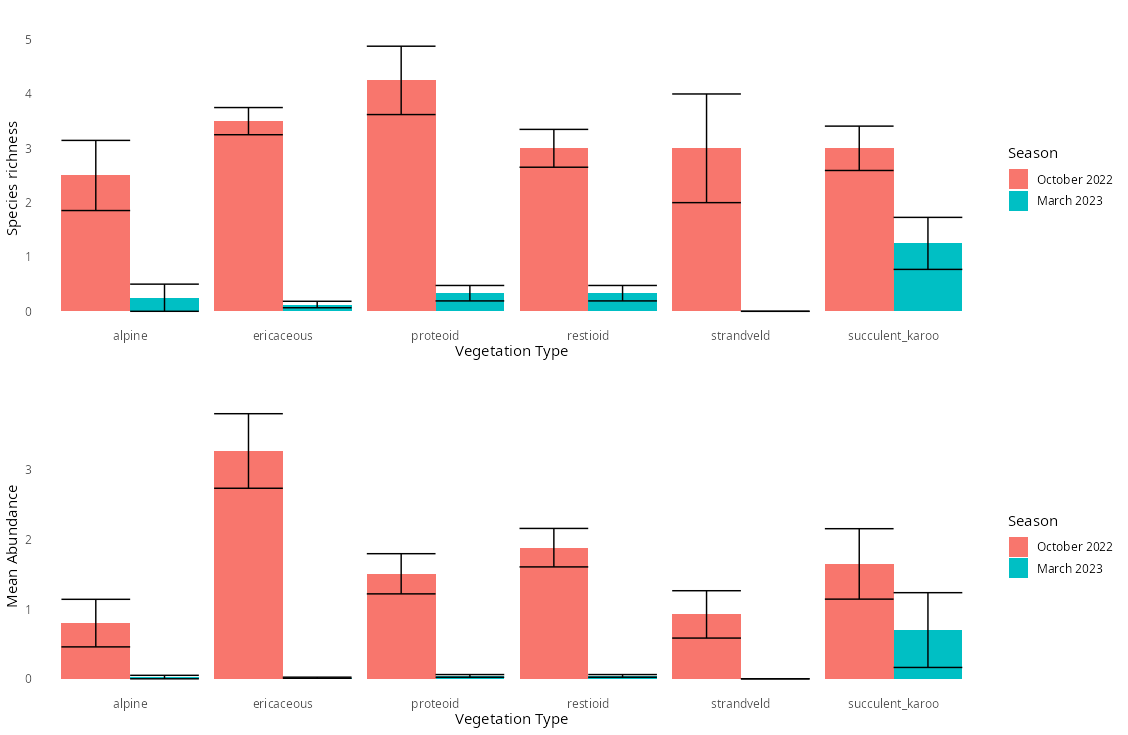 Species richness
5
4
3
2
1
0
alpine ericaceous proteoid restioid strandveld succulent_karoo
Vegetation Type
Season
October 2022
March 2023
Mean Abundance
3
2
1
0
alpine ericaceous proteoid restioid strandveld succulent_karoo
Vegetation Type
Season
October 2022
March 2023